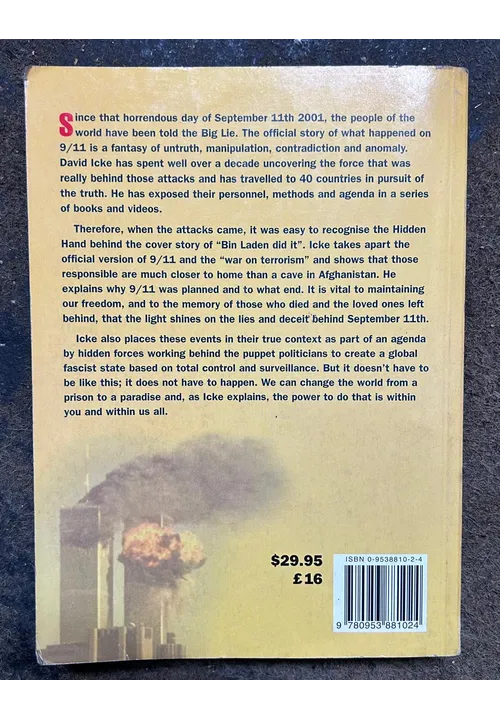 Since that horrendous day of September 11th 2001, the people of the
world have been told the Big Lie. The official story of what happened on
9/11 is a fantasy of untruth, manipulation, contradiction and anomaly.
David Icke has spent well over a decade uncovering the force that was
really behind those attacks and has travelled to 40 countries in pursuit of
the truth. He has exposed their personnel, methods and agenda in a series
of books and videos.
Therefore, when the attacks came, it was easy to recognise the Hidden
Hand behind the cover story of “Bin Laden did it”. Icke takes apart the
official version of 9/11 and the “war on terrorism” and shows that those
responsible are much closer to home than a cave in Afghanistan. He
explains why 9/11 was planned and to what end. It is vital to maintaining
our freedom, and to the memory of those who died and the loved ones left
behind, that the light shines on the lies and deceit behind September 11th.
Icke also places these events in their true context as part of an agenda
by hidden forces working behind the puppet politicians to create a global
fascist state based on total control and surveillance. But it doesn’t have to
be like this; it does not have to happen. We can change the world from a
prison to a paradise and, as Icke explains, the power to do that is within
you and within us all.
$29.95
£16
ISBN 0-9538810-2-4
9 780953 881024